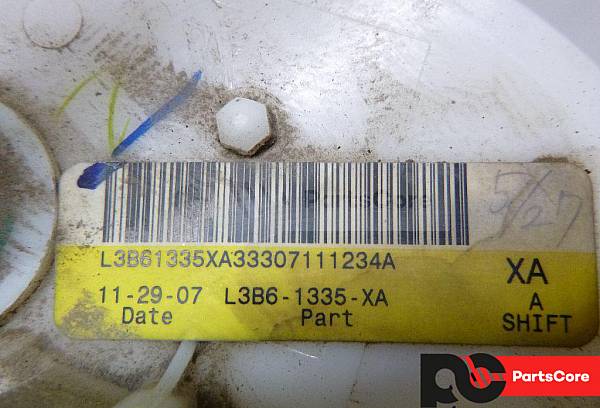 PartsCore
5/27
L3B61335XA33307111234A
XA
11-29-07 L3B6-1335-XA
A
Date Part
SHIFT
PartsCore